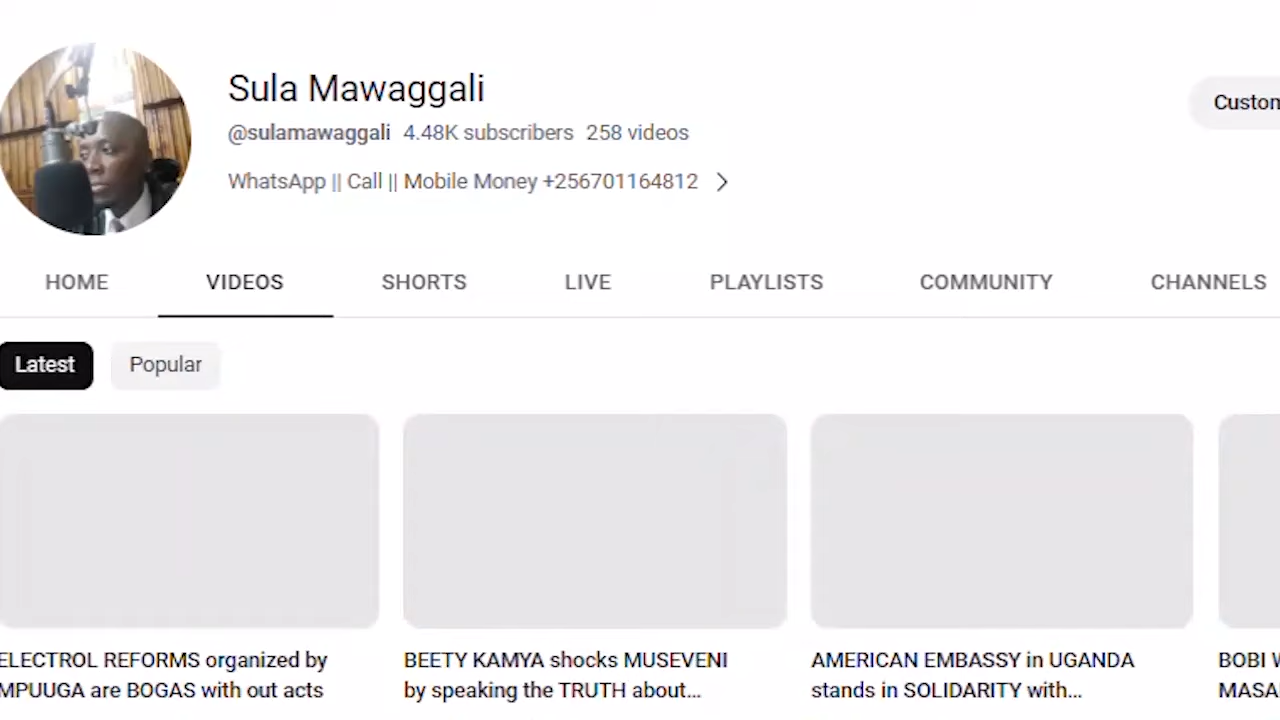 Sula Mawaggali
@sulamawaggali 4.48K subscribers 258 videos
WhatsApp || Call || Mobile Money +256701164812
Custom
HOME VIDEOS SHORTS LIVE PLAYLISTS COMMUNITY CHANNELS
Latest Popular
ELECTROL REFORMS organized by
MPUUGA are BOGAS with out acts
BEETY KAMYA shocks MUSEVENI
by speaking the TRUTH about...
AMERICAN EMBASSY in UGANDA
stands in SOLIDARITY with...
BOBI